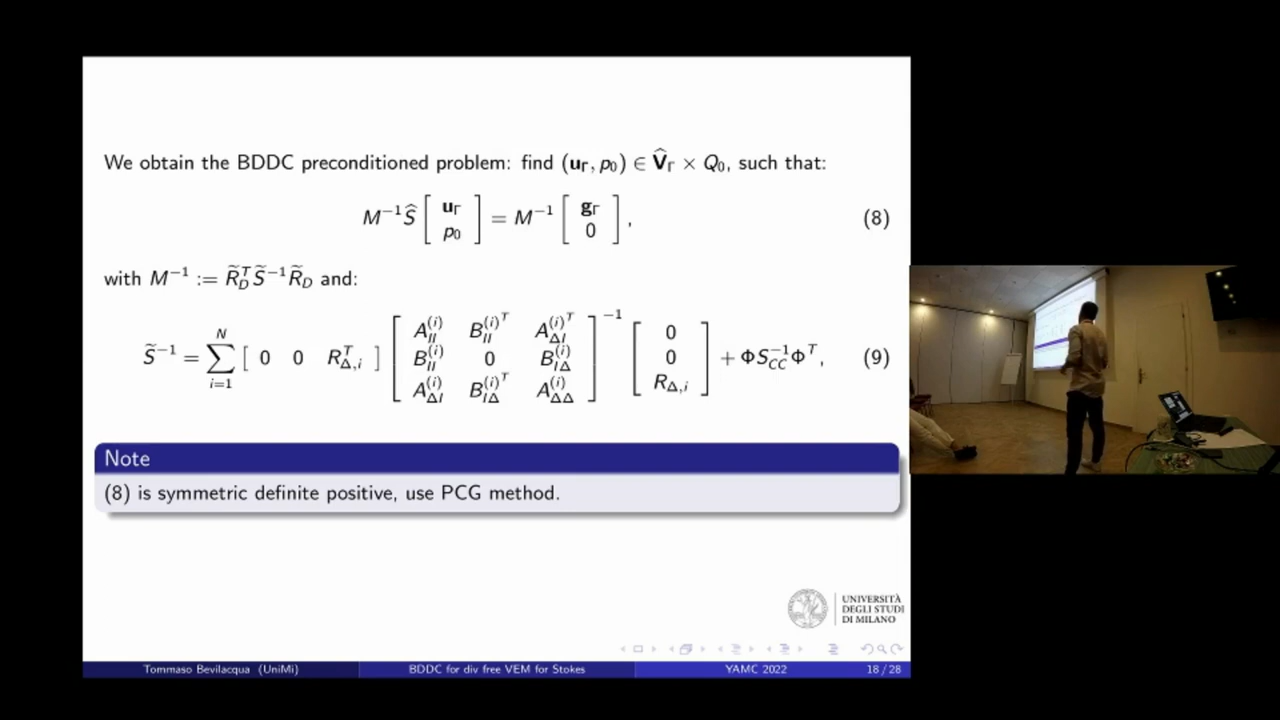 We obtain the BDDC preconditioned problem: find (u_Γ, p_0) ∈ V̂_Γ × Q_0, such that:
M^{-1} Ŝ [ u_Γ ; p_0 ] = M^{-1} [ g_Γ ; 0 ], (8)
with M^{-1} := R̃_D^T S̃^{-1} R̃_D and:
S̃^{-1} = ∑_{i=1}^{N} [ 0 0 R_{Δ,i}^T ] [ A_{II}^{(i)} B_{II}^{(i)^T} A_{ΔI}^{(i)^T} ; B_{II}^{(i)} 0 B_{IΔ}^{(i)} ; A_{ΔI}^{(i)} B_{IΔ}^{(i)^T} A_{ΔΔ}^{(i)} ]^{-1} [ 0 ; 0 ; R_{Δ,i} ] + Φ S_{CC}^{-1} Φ^T, (9)
Note
(8) is symmetric definite positive, use PCG method.
UNIVERSITÀ
DEGLI STUDI
DI MILANO
Tommaso Bevilacqua (UniMi) BDDC for div free VEM for Stokes YAMC 2022 18 / 28